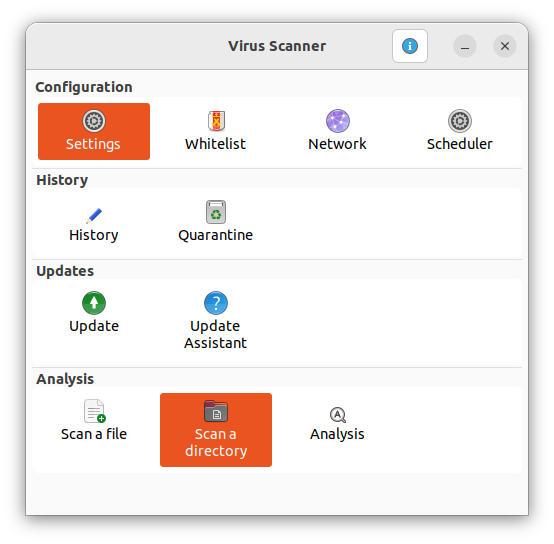 Virus Scanner
Configuration
Settings
Whitelist
Network
Scheduler
History
History
Quarantine
Updates
Update
Update
Assistant
Analysis
Scan a file
Scan a
directory
Analysis